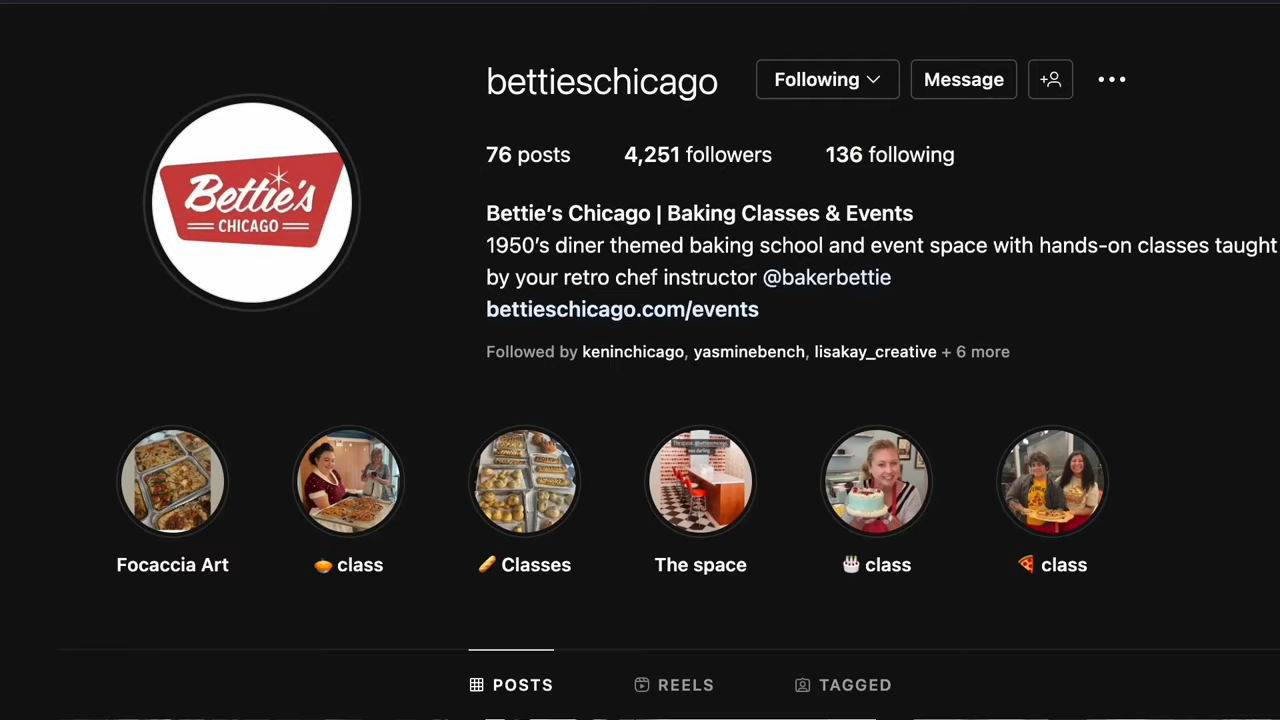 bettieschicago
Following
Message
76 posts
4,251 followers
136 following
Bettie's
CHICAGO
Bettie’s Chicago | Baking Classes & Events
1950’s diner themed baking school and event space with hands-on classes taught
by your retro chef instructor @bakerbettie
bettieschicago.com/events
Followed by keninchicago, yasminebench, lisakay_creative + 6 more
Focaccia Art
🥧 class
🥖 Classes
The space
🎂 class
🍕 class
POSTS
REELS
TAGGED